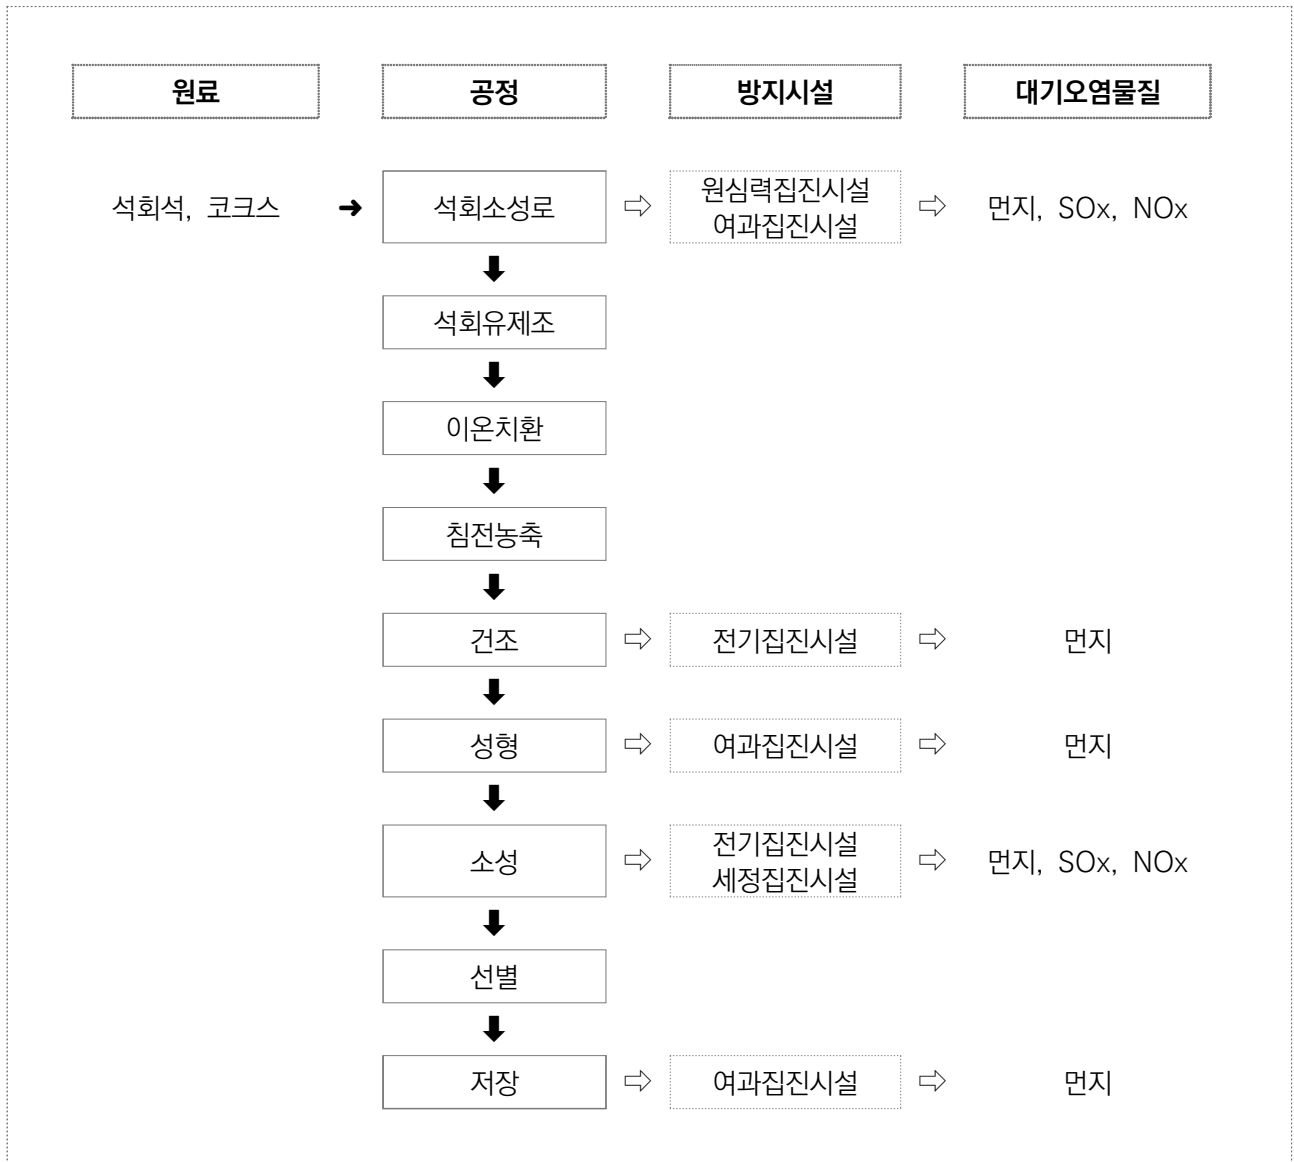 원료
공정
방지시설
대기오염물질
석회석, 코크스
석회소성로
원심력집진시설
여과집진시설
먼지, SOx, NOx
석회유제조
이온치환
침전농축
건조
전기집진시설
먼지
성형
여과집진시설
먼지
소성
전기집진시설
세정집진시설
먼지, SOx, NOx
선별
저장
여과집진시설
먼지